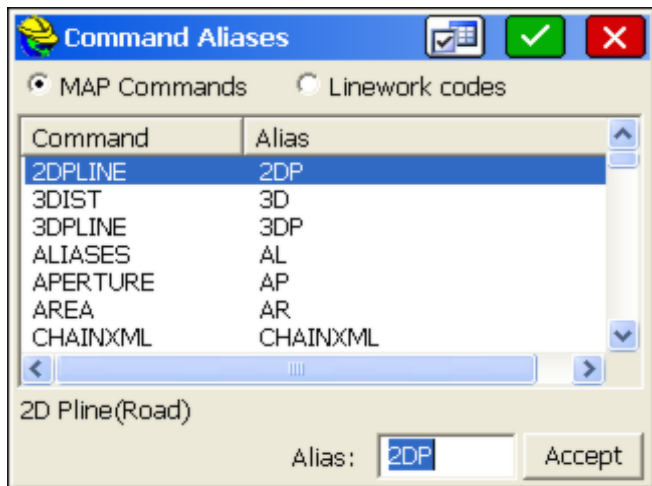 Command Aliases
MAP Commands Linework codes
Command Alias
2DPLINE 2DP
3DIST 3D
3DPLINE 3DP
ALIASES AL
APERTURE AP
AREA AR
CHAINXML CHAINXML
2D Pline(Road)
Alias: 2DP Accept